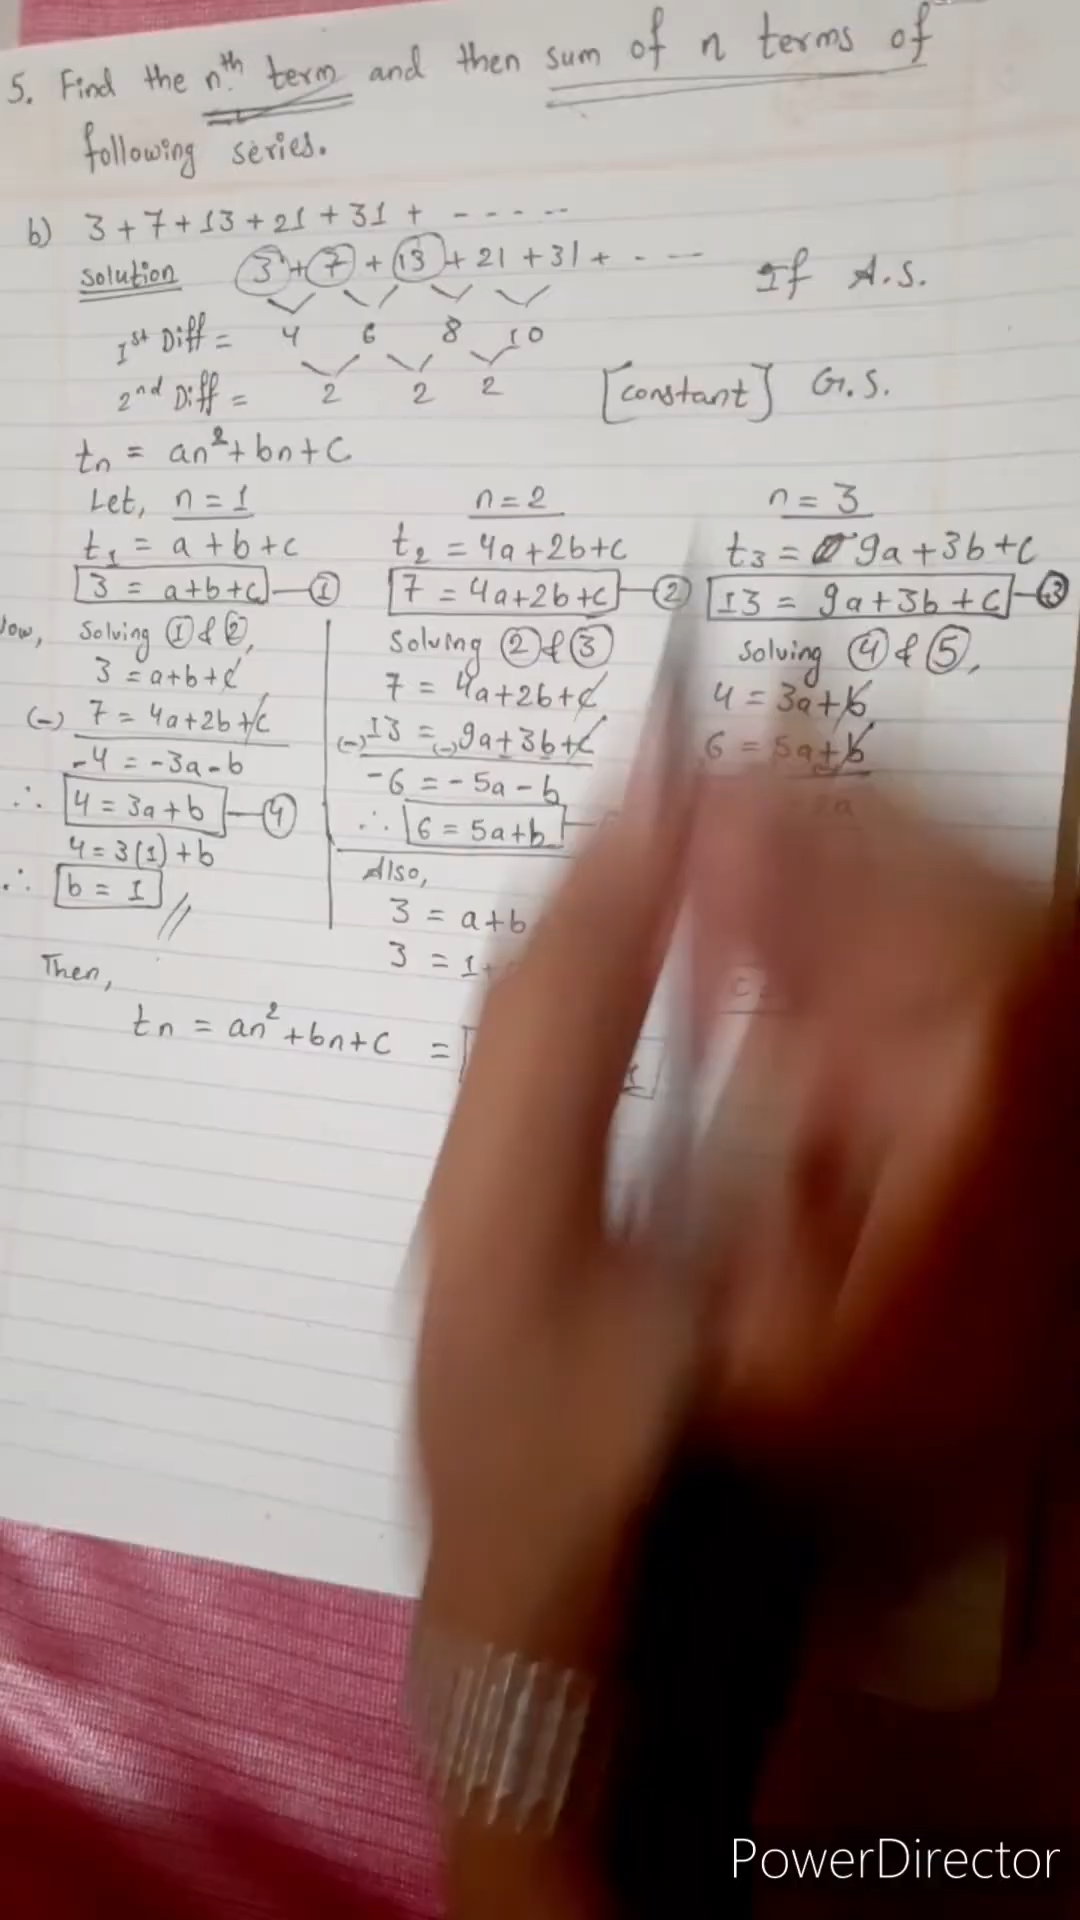 5. Find the nth term and then sum of n terms of
following series.
b) 3 + 7 + 13 + 21 + 31 + - - - - -
Solution 3 + 7 + 13 + 21 + 31 + - --
If A.S.
1st Diff = 4 6 8 10
2nd Diff = 2 2 2 [constant] G.S.
tn = an² + bn + c
Let, n = 1 n = 2 n = 3
t1 = a + b + c t2 = 4a + 2b + c t3 = 9a + 3b + c
3 = a+b+c — ① 7 = 4a+2b+c — ② 13 = 9a+3b+c — ③
Now, Solving ① & ②,
3 = a+b+c
(-) 7 = 4a+2b+c
-4 = -3a-b
∴ 4 = 3a+b — ④
4 = 3(1)+b
∴ b = 1 //
Solving ② & ③
7 = 4a+2b+c
(-) 13 = (-) 9a+3b+c
-6 = -5a-b
∴ 6 = 5a+b
Also,
3 = a+b
3 = 1+
Solving ④ & ⑤,
4 = 3a+b
6 = 5a+b
Then,
tn = an² + bn + c =
PowerDirector